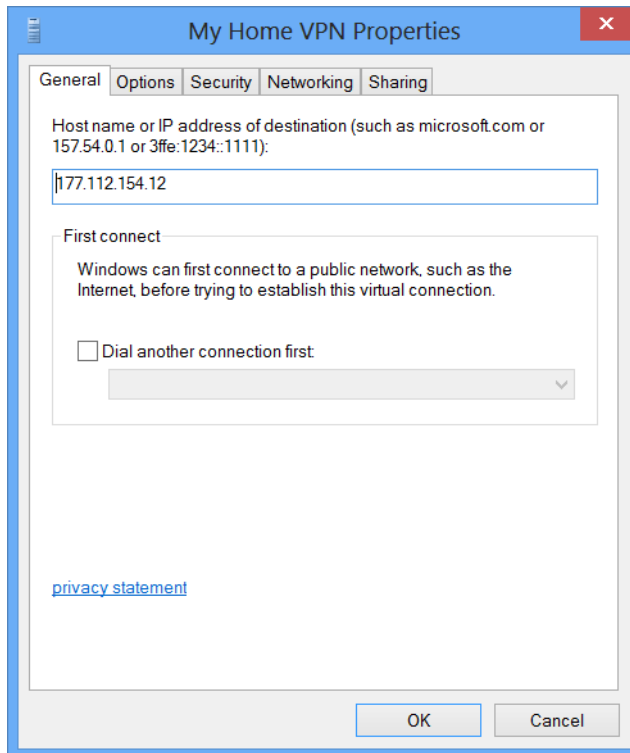 My Home VPN Properties
General Options Security Networking Sharing
Host name or IP address of destination (such as microsoft.com or
157.54.0.1 or 3ffe:1234::1111):
177.112.154.12
First connect
Windows can first connect to a public network, such as the
Internet, before trying to establish this virtual connection.
Dial another connection first:
privacy statement
OK Cancel